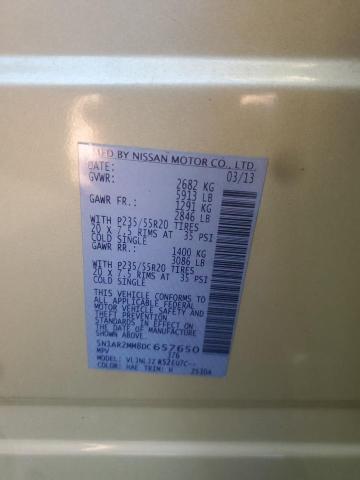 MFD BY NISSAN MOTOR CO., LTD.
DATE: 03/13
GVWR: 2682 KG
5913 LB
GAWR FR.: 1291 KG
2846 LB
WITH P235/55R20 TIRES
20 X 7.5 RIMS AT 35 PSI
COLD SINGLE
GAWR RR.: 1400 KG
3086 LB
WITH P235/55R20 TIRES
20 X 7.5 RIMS AT 35 PSI
COLD SINGLE
THIS VEHICLE CONFORMS TO
ALL APPLICABLE FEDERAL
MOTOR VEHICLE SAFETY AND
THEFT PREVENTION
STANDARDS IN EFFECT ON
THE DATE OF MANUFACTURE
SHOWN ABOVE.
5N1AR2MM8DC657650
MPV 376
MODEL:
COLOR: HAE TRIM: H